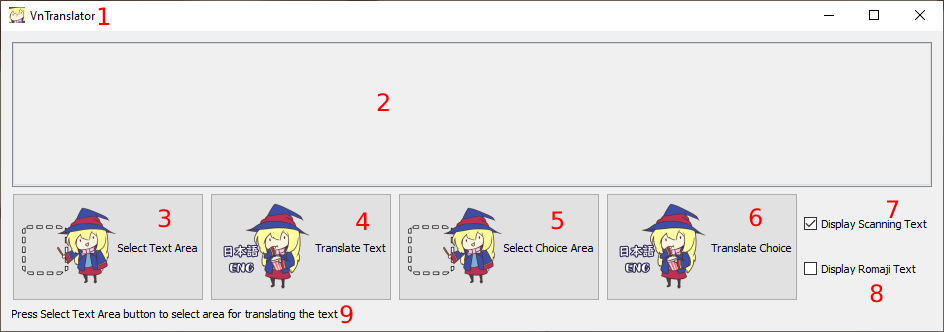 VnTranslator 1
2
3
Select Text Area
日本語
ENG
4
Translate Text
5
Select Choice Area
日本語
ENG
6
Translate Choice
7
Display Scanning Text
Display Romaji Text
8
Press Select Text Area button to select area for translating the text 9